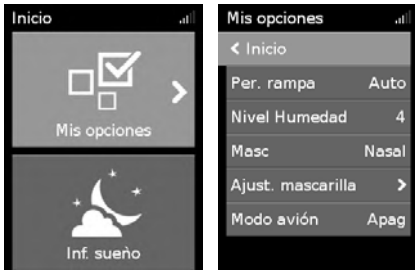 Inicio
Mis opciones
Inf. sueño
Mis opciones
< Inicio
Per. rampa Auto
Nivel Humedad 4
Masc Nasal
Ajust. mascarilla >
Modo avión Apag